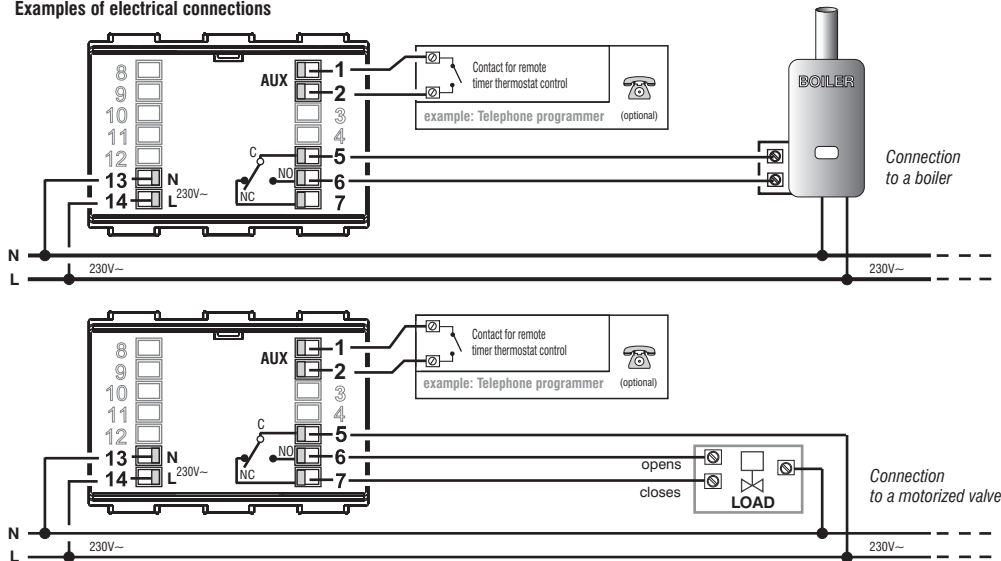 Examples of electrical connections
8
9
10
11
12
13 N
14 L 230V~
AUX
1
2
3
4
C 5
NO 6
NC 7
Contact for remote
timer thermostat control
example: Telephone programmer (optional)
BOILER
Connection
to a boiler
N
L 230V~ 230V~
8
9
10
11
12
13 N
14 L 230V~
AUX
1
2
3
4
C 5
NO 6
NC 7
Contact for remote
timer thermostat control
example: Telephone programmer (optional)
opens
closes
LOAD
Connection
to a motorized valve
N
L 230V~ 230V~